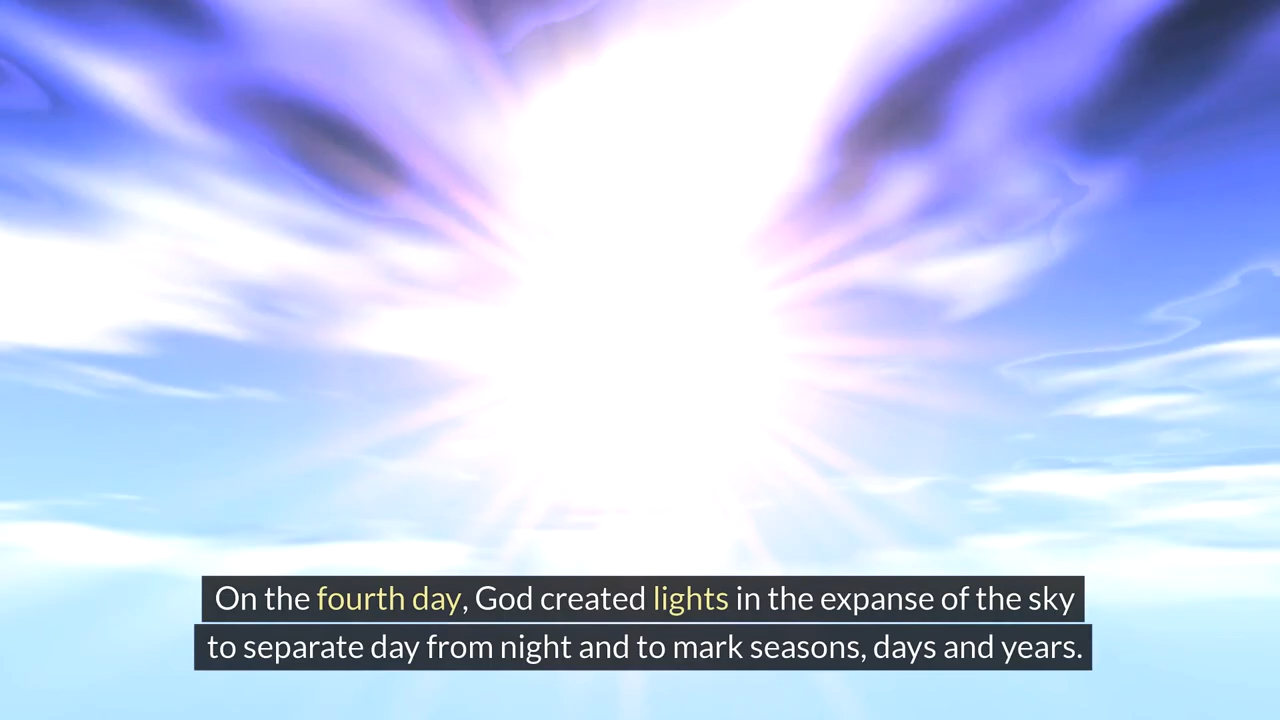 On the fourth day, God created lights in the expanse of the sky
to separate day from night and to mark seasons, days and years.